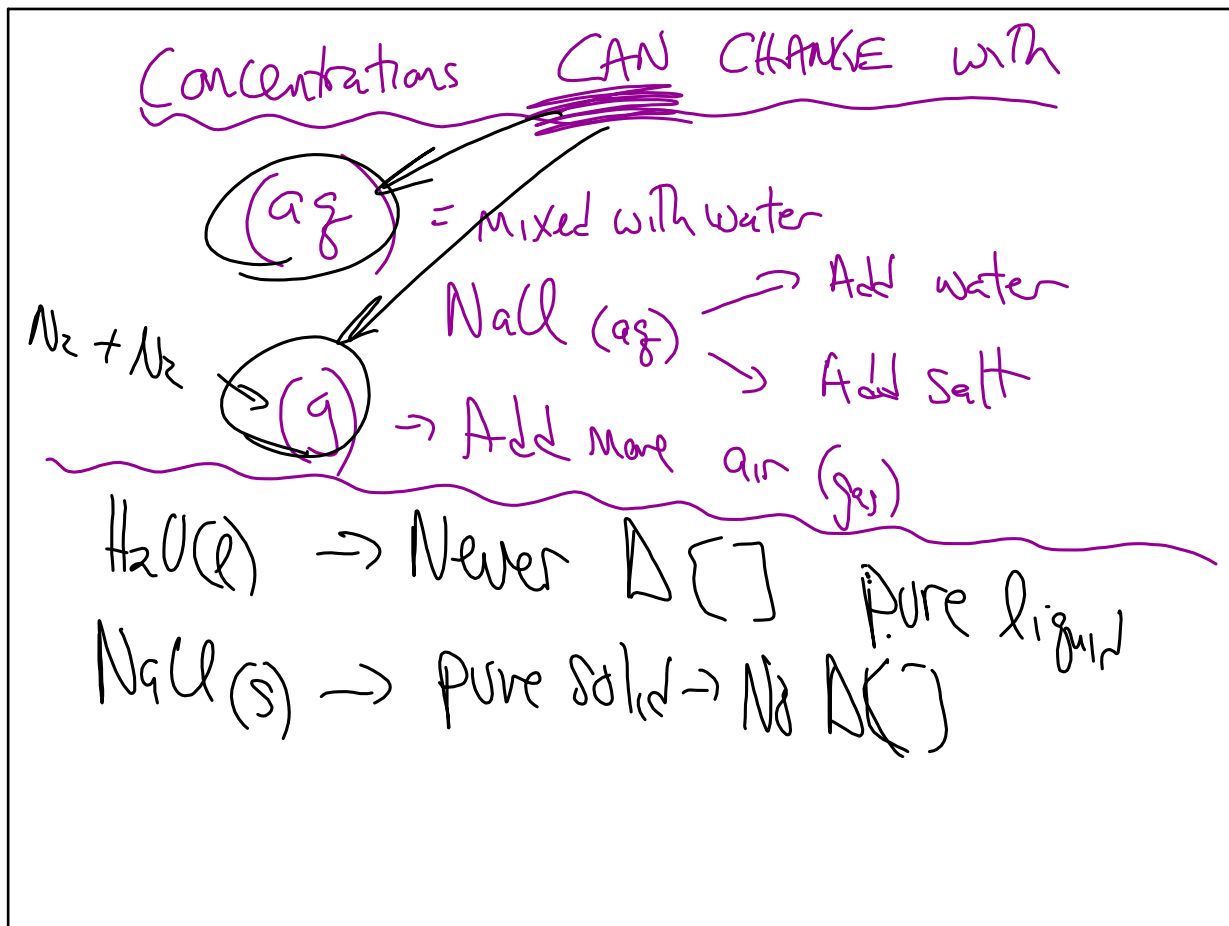 Concentrations CAN CHANGE with
(aq) = mixed with water
NaCl (aq) → Add water
→ Add salt
N₂ + N₂ → (g) → Add more air (gas)
H₂O(l) → Never Δ [ ] pure liquid
NaCl (s) → pure solid → No Δ[ ]